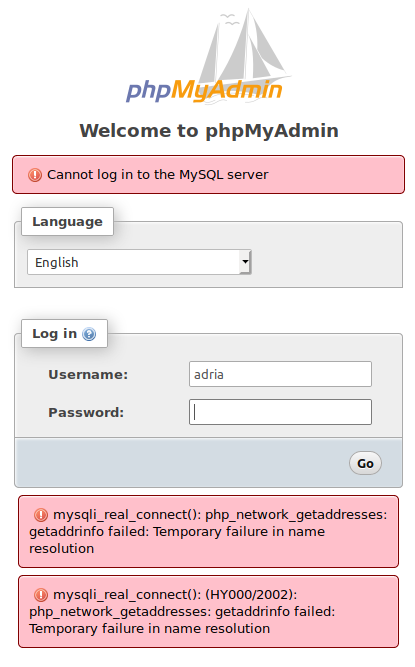 phpMyAdmin
Welcome to phpMyAdmin
Cannot log in to the MySQL server
Language
English
Log in
Username:
adria
Password:
Go
mysqli_real_connect(): php_network_getaddresses:
getaddrinfo failed: Temporary failure in name
resolution
mysqli_real_connect(): (HY000/2002):
php_network_getaddresses: getaddrinfo failed:
Temporary failure in name resolution